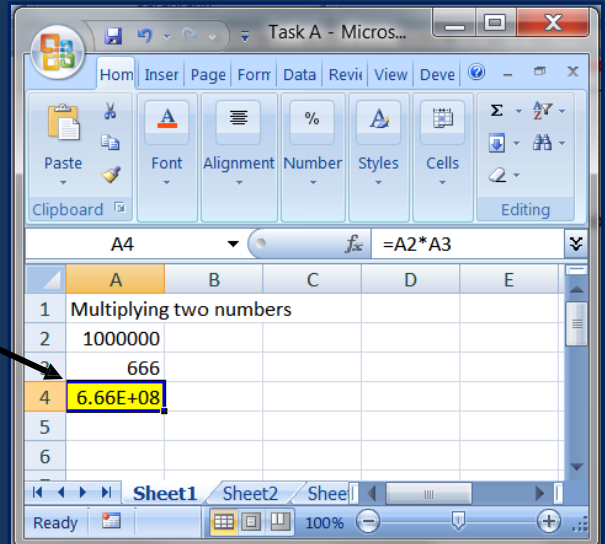 Task A - Micros...
Hom Inser Page Form Data Revie View Deve
Paste Font Alignment Number Styles Cells
Clipboard Editing
A4 fx =A2*A3
A B C D E
1 Multiplying two numbers
2 1000000
3 666
4 6.66E+08
5
6
Sheet1 Sheet2 Shee
Ready 100%